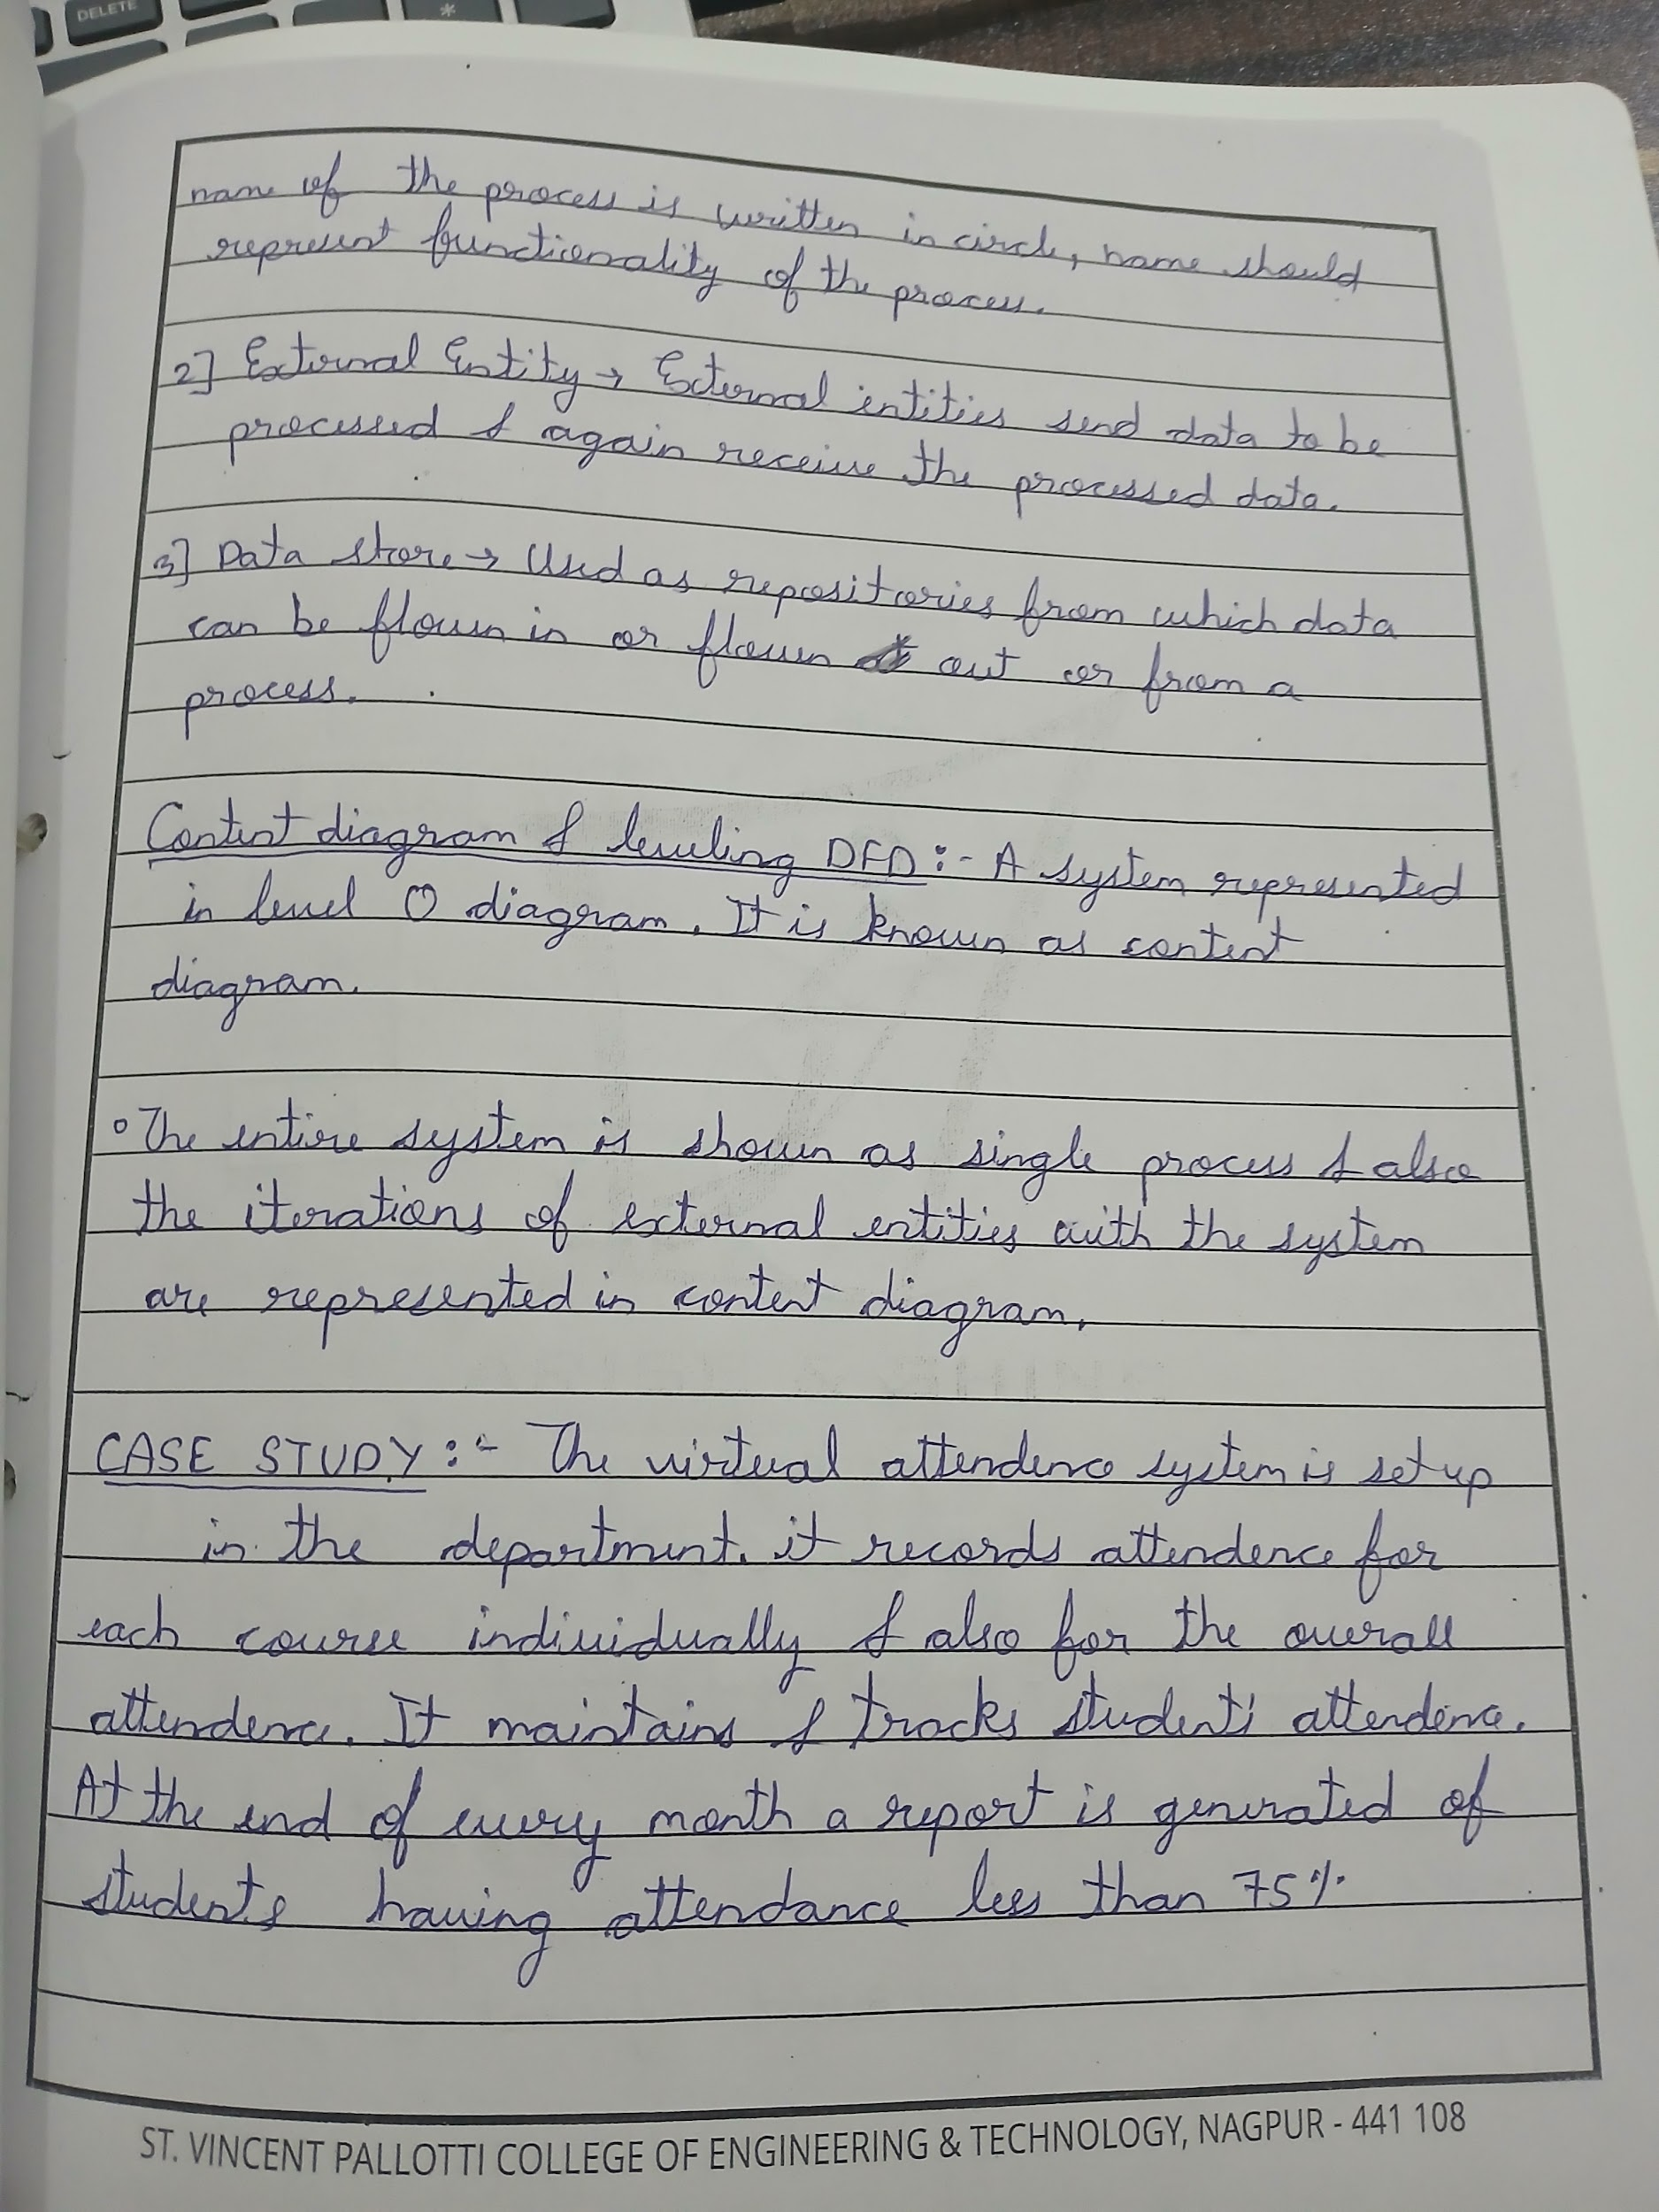 DELETE
*
name of the process is written in circle, name should
represent functionality of the process.
2] External Entity → External entities send data to be
processed & again receive the processed data.
3] Data store → Used as repositories from which data
can be flown in or flown out or from a
process.
Content diagram & leveling DFD :- A system represented
in level 0 diagram. It is known as content
diagram.
• The entire system is shown as single process & also
the iterations of external entities with the system
are represented in content diagram.
CASE STUDY :- The virtual attendence system is set up
in the department. it records attendence for
each course individually & also for the overall
attendence. It maintains & tracks student's attendence.
At the end of every month a report is generated of
students having attendance less than 75%
ST. VINCENT PALLOTTI COLLEGE OF ENGINEERING & TECHNOLOGY, NAGPUR - 441 108